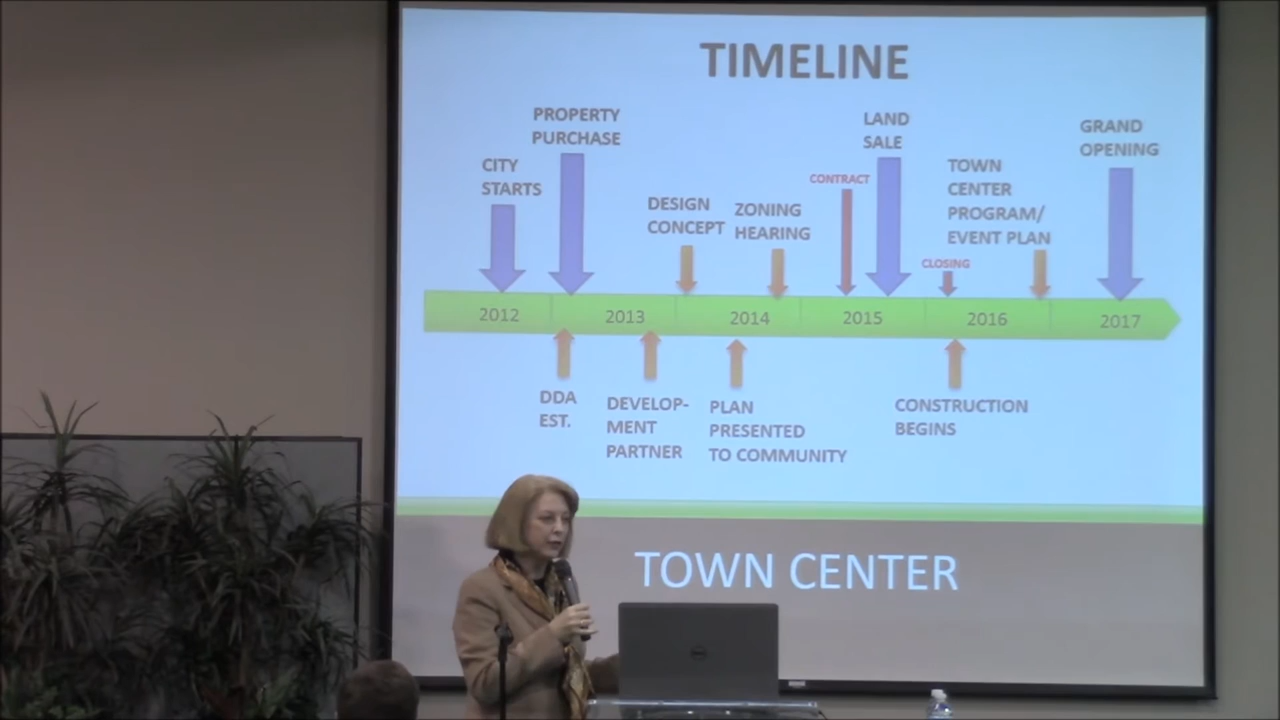 TIMELINE
PROPERTY
PURCHASE
CITY
STARTS
DESIGN
CONCEPT
ZONING
HEARING
CONTRACT
LAND
SALE
TOWN
CENTER
PROGRAM/
EVENT PLAN
CLOSING
GRAND
OPENING
2012 2013 2014 2015 2016 2017
DDA
EST.
DEVELOP-
MENT
PARTNER
PLAN
PRESENTED
TO COMMUNITY
CONSTRUCTION
BEGINS
TOWN CENTER
DELL